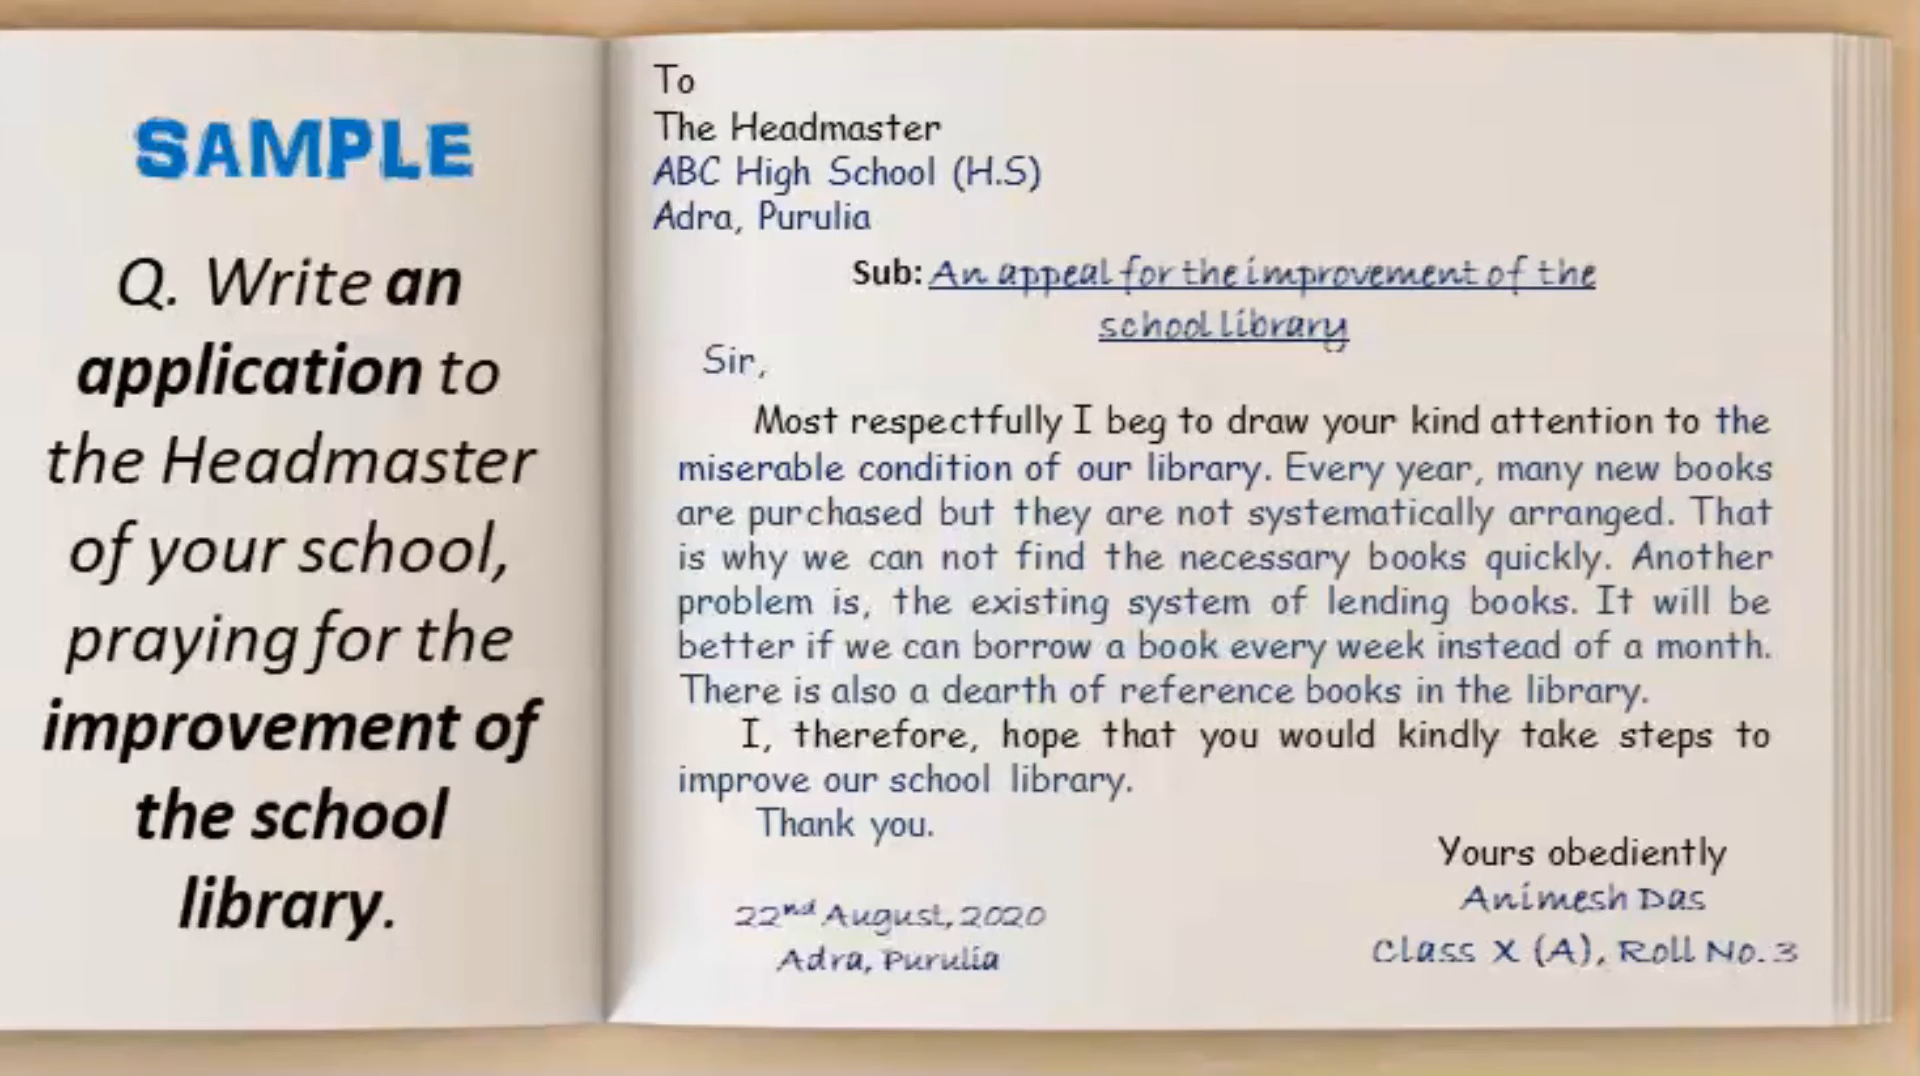 SAMPLE
Q. Write an
application to
the Headmaster
of your school,
praying for the
improvement of
the school
library.
To
The Headmaster
ABC High School (H.S)
Adra, Purulia
Sub: An appeal for the improvement of the
school library
Sir,
Most respectfully I beg to draw your kind attention to the
miserable condition of our library. Every year, many new books
are purchased but they are not systematically arranged. That
is why we can not find the necessary books quickly. Another
problem is, the existing system of lending books. It will be
better if we can borrow a book every week instead of a month.
There is also a dearth of reference books in the library.
I, therefore, hope that you would kindly take steps to
improve our school library.
Thank you.
Yours obediently
Animesh Das
Class X (A), Roll No. 3
22nd August, 2020
Adra, Purulia